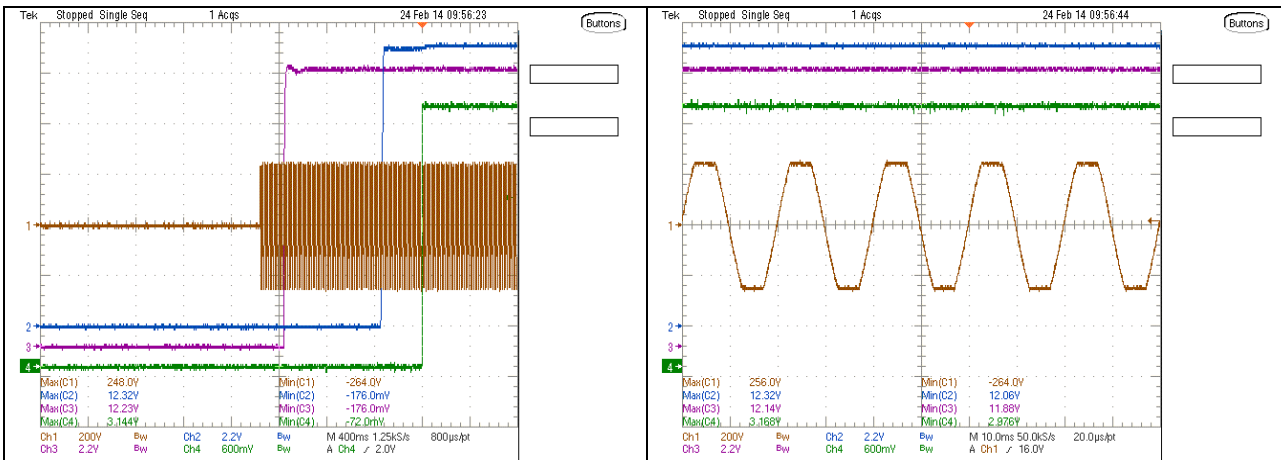 Tek Stopped Single Seq 1 Acqs 24 Feb 14 09:56:23
Buttons
1
2
3
4
Max(C1) 248.0V Min(C1) -264.0V
Max(C2) 12.32V Min(C2) -176.0mV
Max(C3) 12.23V Min(C3) -176.0mV
Max(C4) 3.144V Min(C4) -72.0mV
Ch1 200V Bw Ch2 2.2V Bw M 400ms 1.25kS/s 800µs/pt
Ch3 2.2V Bw Ch4 600mV Bw A Ch4 ∫ 2.0V
Tek Stopped Single Seq 1 Acqs 24 Feb 14 09:56:44
Buttons
1
2
3
4
Max(C1) 256.0V Min(C1) -264.0V
Max(C2) 12.32V Min(C2) 12.06V
Max(C3) 12.14V Min(C3) 11.88V
Max(C4) 3.168V Min(C4) 2.976V
Ch1 200V Bw Ch2 2.2V Bw M 10.0ms 50.0kS/s 20.0µs/pt
Ch3 2.2V Bw Ch4 600mV Bw A Ch1 ∫ 16.0V